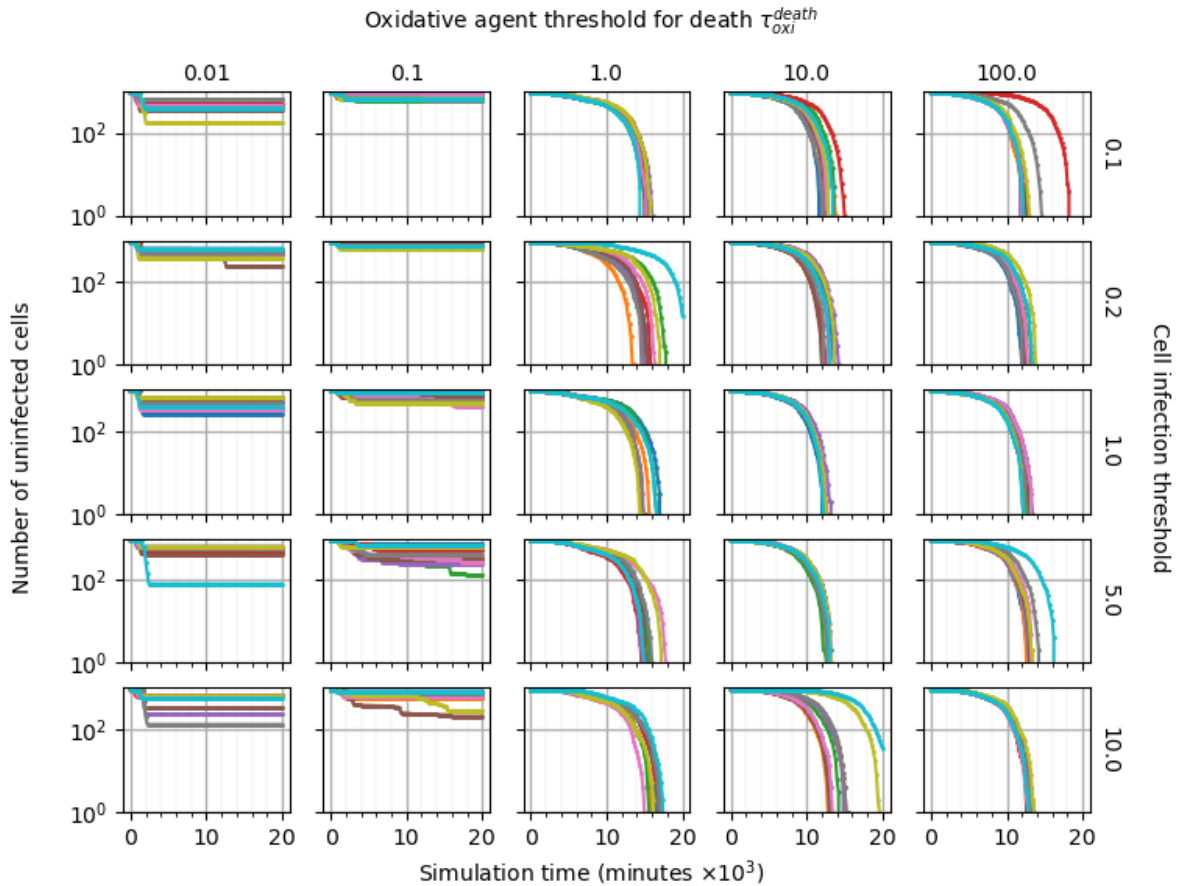 Oxidative agent threshold for death τ_{oxi}^{death}
0.01 0.1 1.0 10.0 100.0
10^2
10^0
0.1
10^2
10^0
0.2
10^2
10^0
1.0
10^2
10^0
5.0
10^2
10^0
10.0
Number of uninfected cells
Cell infection threshold
0 10 20 0 10 20 0 10 20 0 10 20 0 10 20
Simulation time (minutes ×10^3)